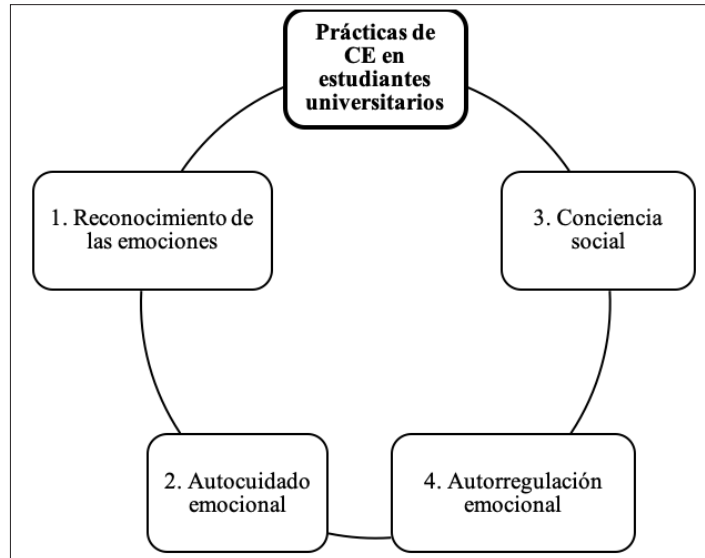 Prácticas de
CE en
estudiantes
universitarios
1. Reconocimiento de
las emociones
3. Conciencia
social
2. Autocuidado
emocional
4. Autorregulación
emocional